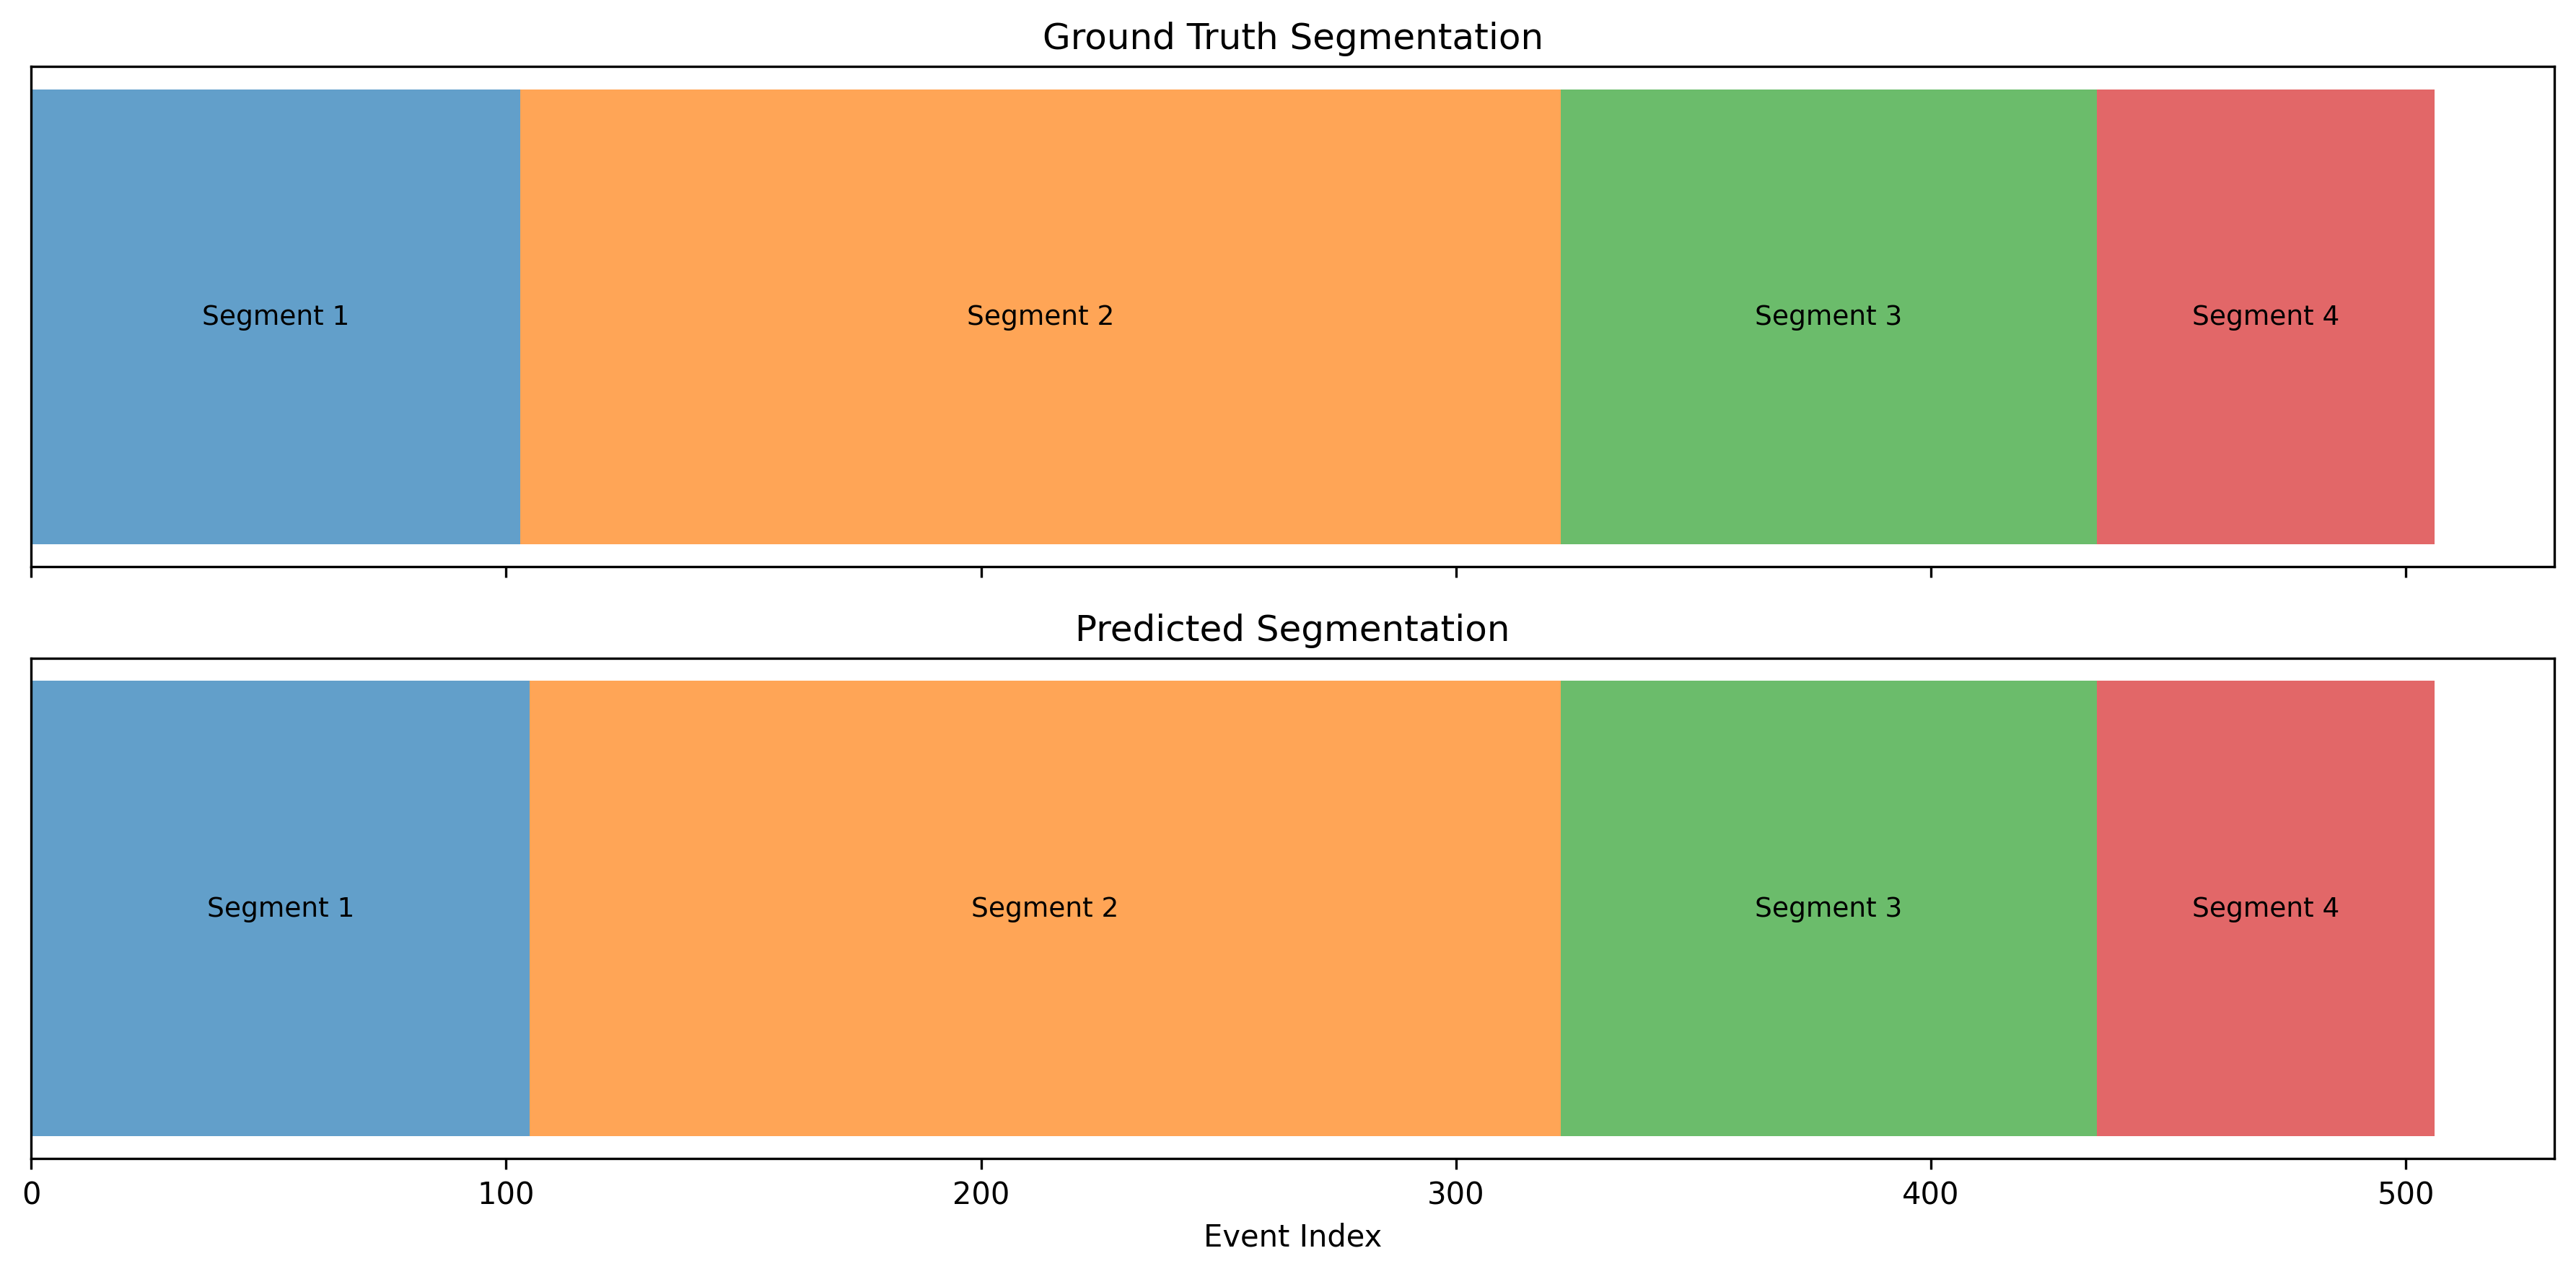 Ground Truth Segmentation
Segment 1 Segment 2 Segment 3 Segment 4
Predicted Segmentation
Segment 1 Segment 2 Segment 3 Segment 4
0 100 200 300 400 500
Event Index